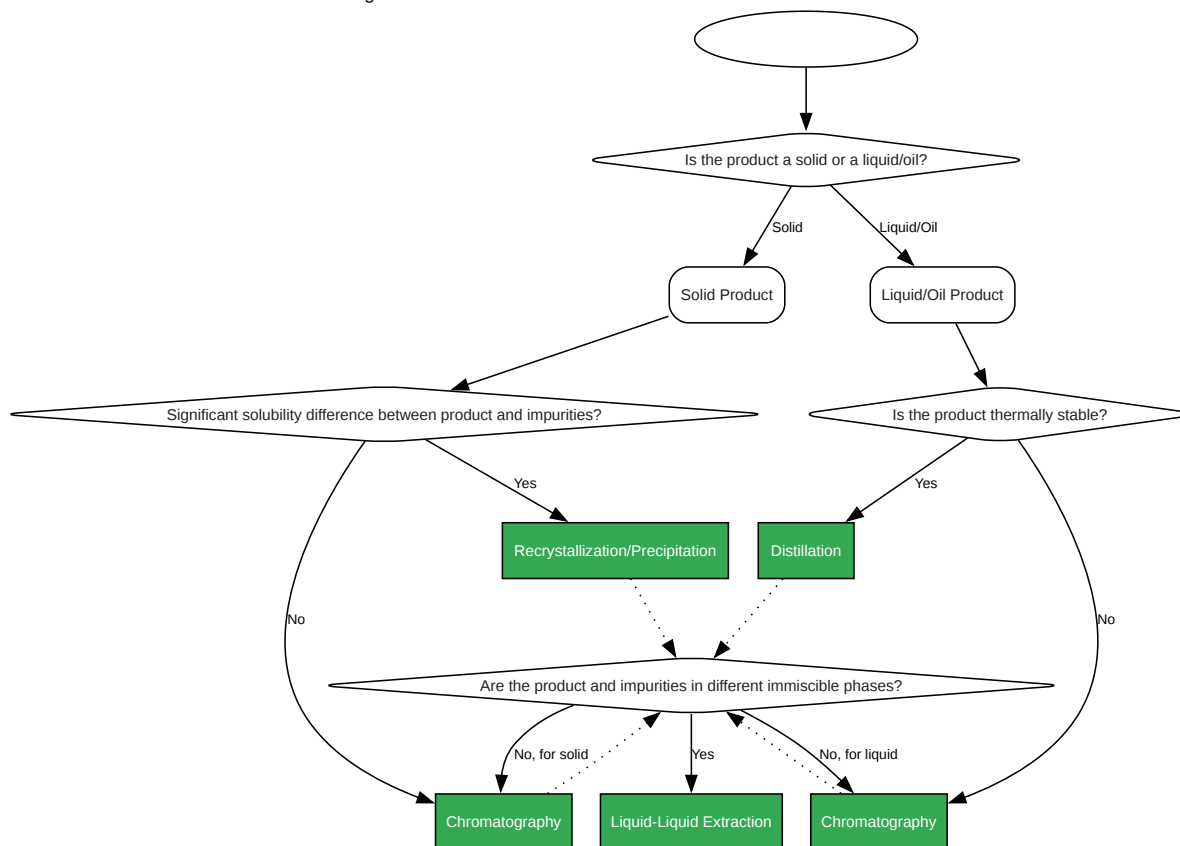 Is the product a solid or a liquid/oil?
Solid
Liquid/Oil
Solid Product
Liquid/Oil Product
Significant solubility difference between product and impurities?
Is the product thermally stable?
Yes
Yes
Recrystallization/Precipitation
Distillation
No
No
Are the product and impurities in different immiscible phases?
No, for solid
Yes
No, for liquid
Chromatography
Liquid-Liquid Extraction
Chromatography